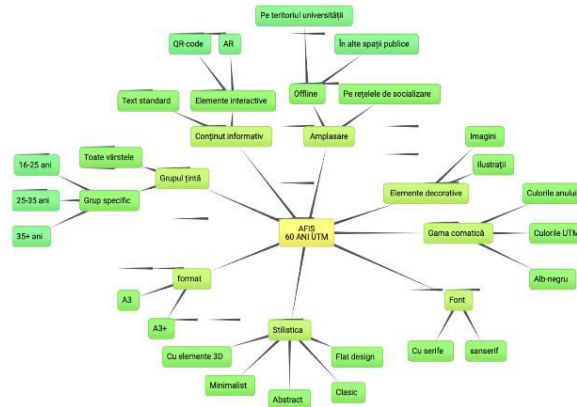 Pe teritoriul universității
QR-code
AR
În alte spații publice
Text standard
Elemente interactive
Offline
Pe rețelele de socializare
Conținut informativ
Amplasare
Imagini
Toate vârstele
Ilustrații
16-25 ani
Grupul țintă
Elemente decorative
Culorile anului
25-35 ani
Grup specific
AFIS
60 ANI UTM
Gama comatică
Culorile UTM
35+ ani
format
Alb-negru
A3
Font
A3+
Stilistica
Cu elemente 3D
Flat design
Cu serife
sanserif
Minimalist
Clasic
Abstract